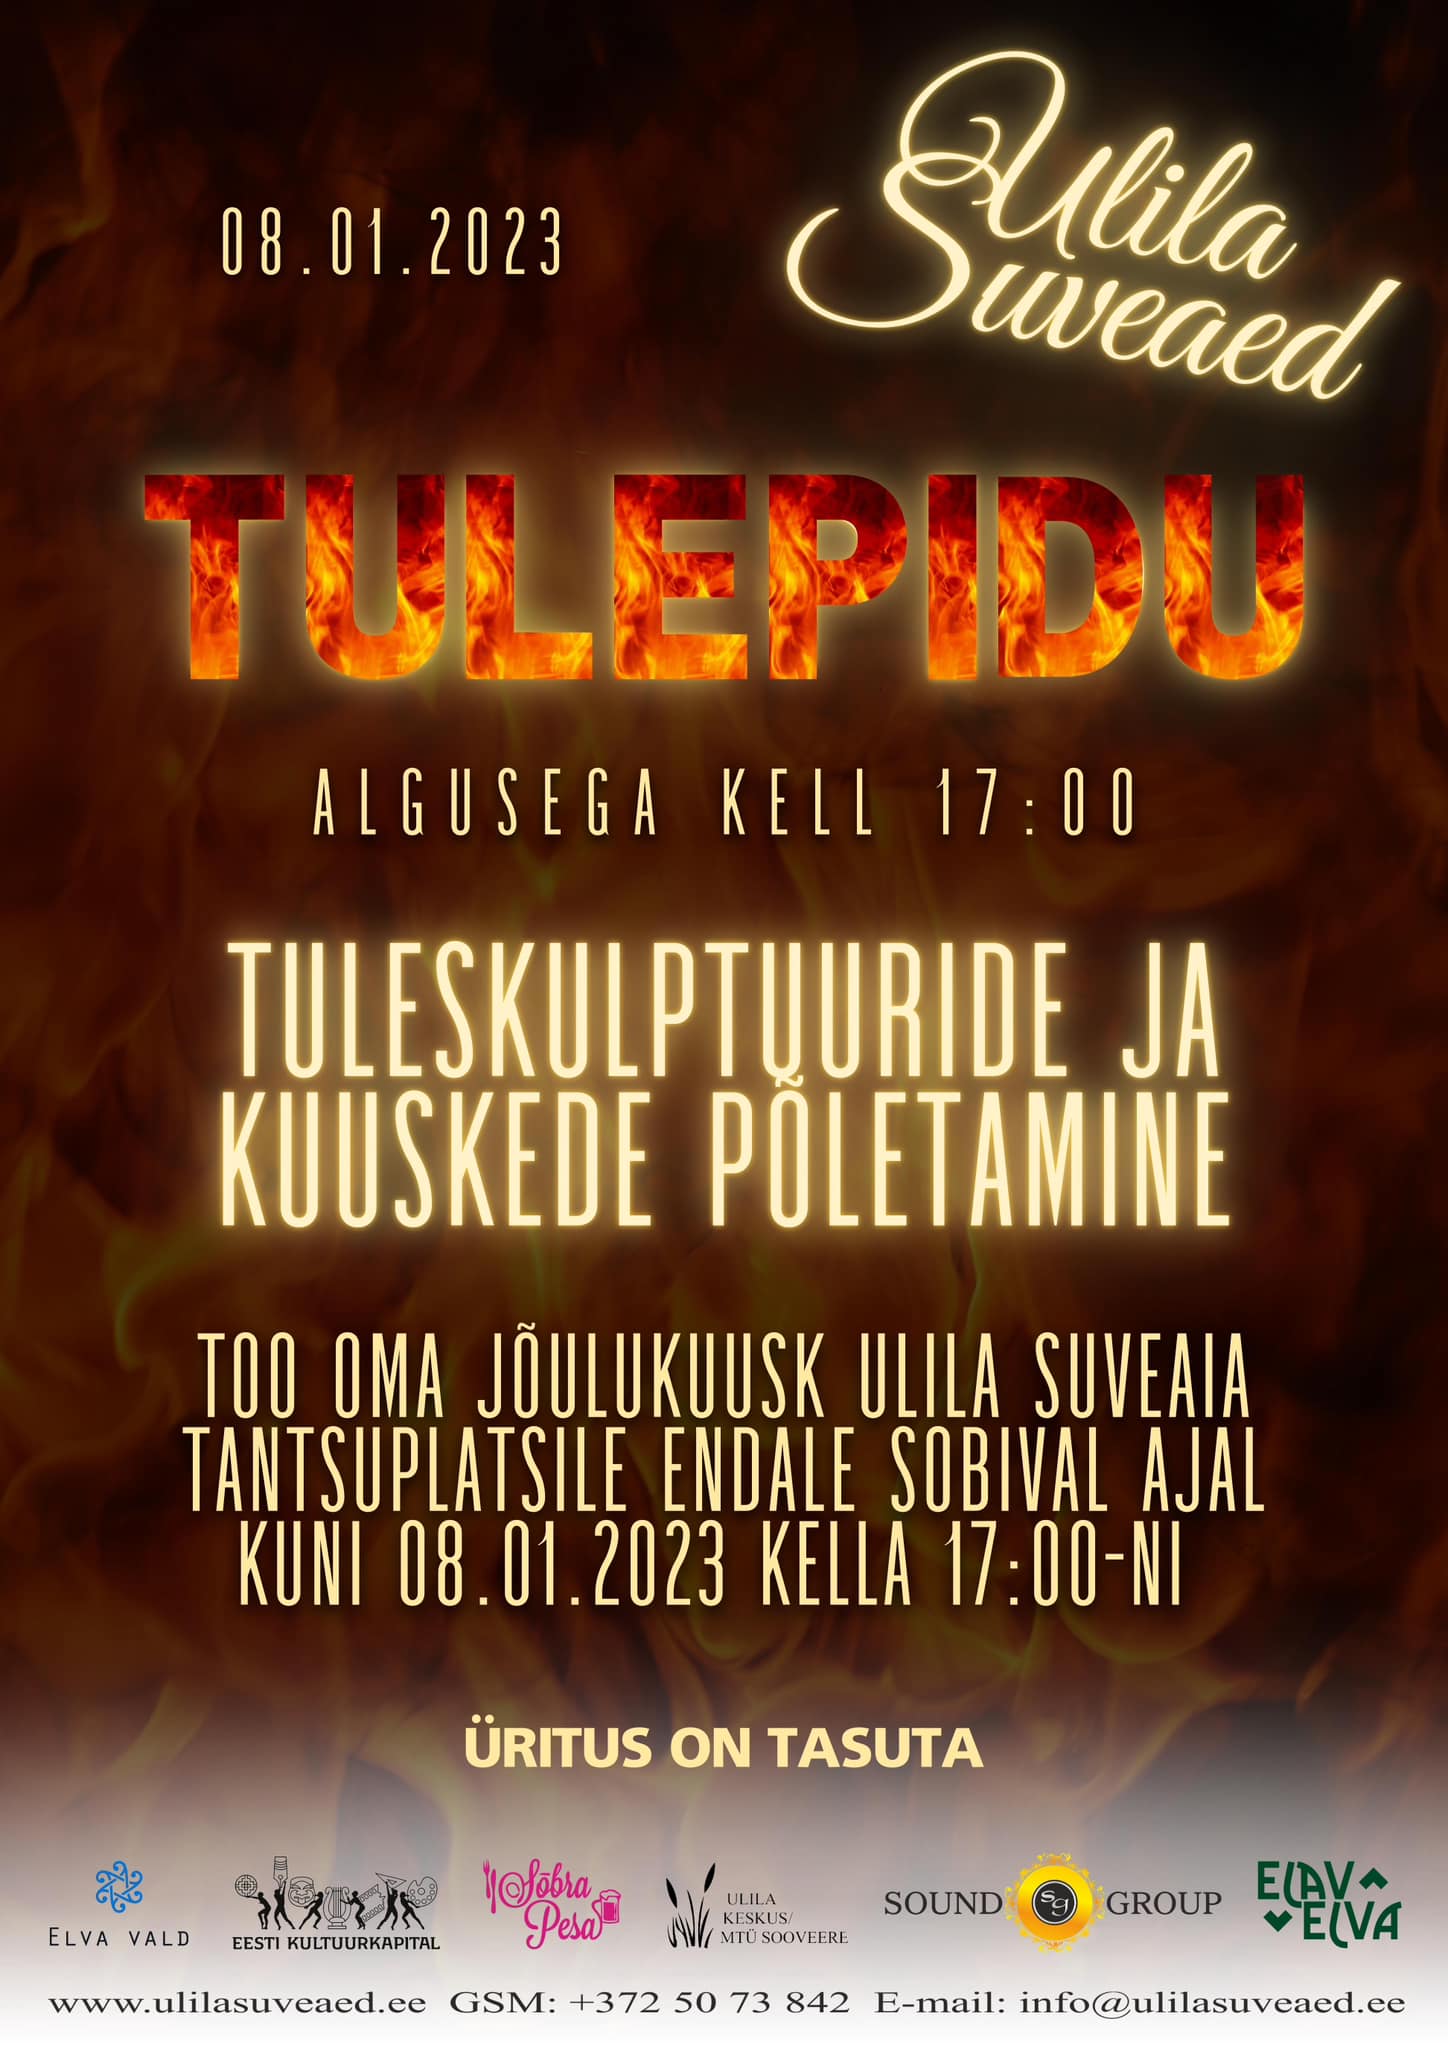 08.01.2023
Ulila
Suveaed
TULEPIDU
ALGUSEGA KELL 17:00
TULESKULPTUURIDE JA
KUUSKEDE PÕLETAMINE
TOO OMA JÕULUKUUSK ULILA SUVEAIA
TANTSUPLATSILE ENDALE SOBIVAL AJAL
KUNI 08.01.2023 KELLA 17:00-NI
ÜRITUS ON TASUTA
ELVA VALD
EESTI KULTUURKAPITAL
Sõbra
Pesa
ULILA
KESKUS/
MTÜ SOOVEERE
SOUND sg GROUP
ELAV
ELVA
www.ulilasuveaed.ee GSM: +372 50 73 842 E-mail: info@ulilasuveaed.ee